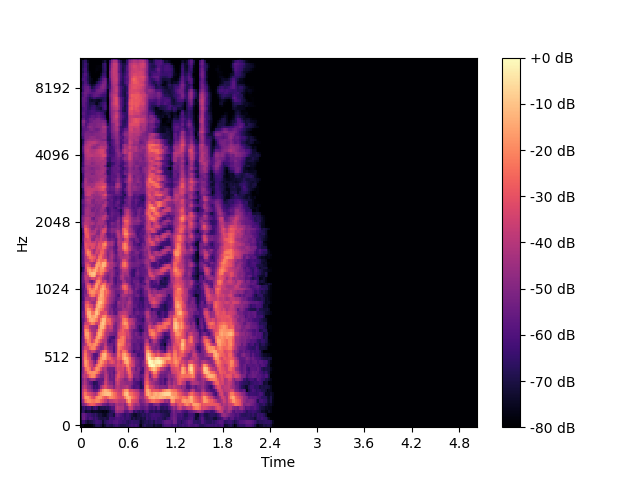 +0 dB
8192
-10 dB
4096
-20 dB
-30 dB
2048
Hz
-40 dB
1024
-50 dB
512
-60 dB
-70 dB
0
-80 dB
0 0.6 1.2 1.8 2.4 3 3.6 4.2 4.8
Time